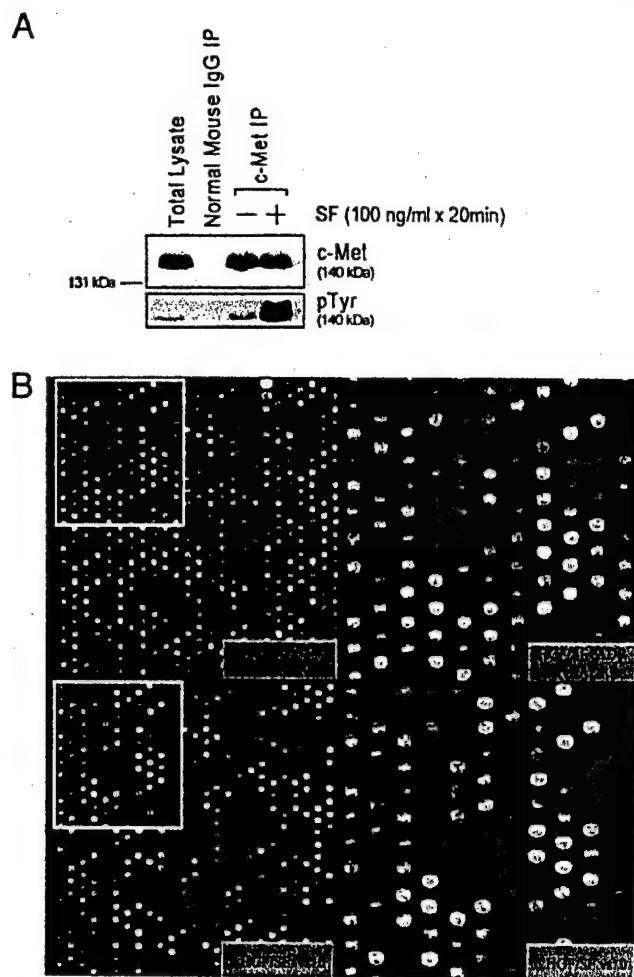 A
Total Lysate
Normal Mouse IgG IP
c-Met IP
− +
SF (100 ng/ml x 20min)
c-Met
(140 kDa)
131 kDa
pTyr
(140 kDa)
B